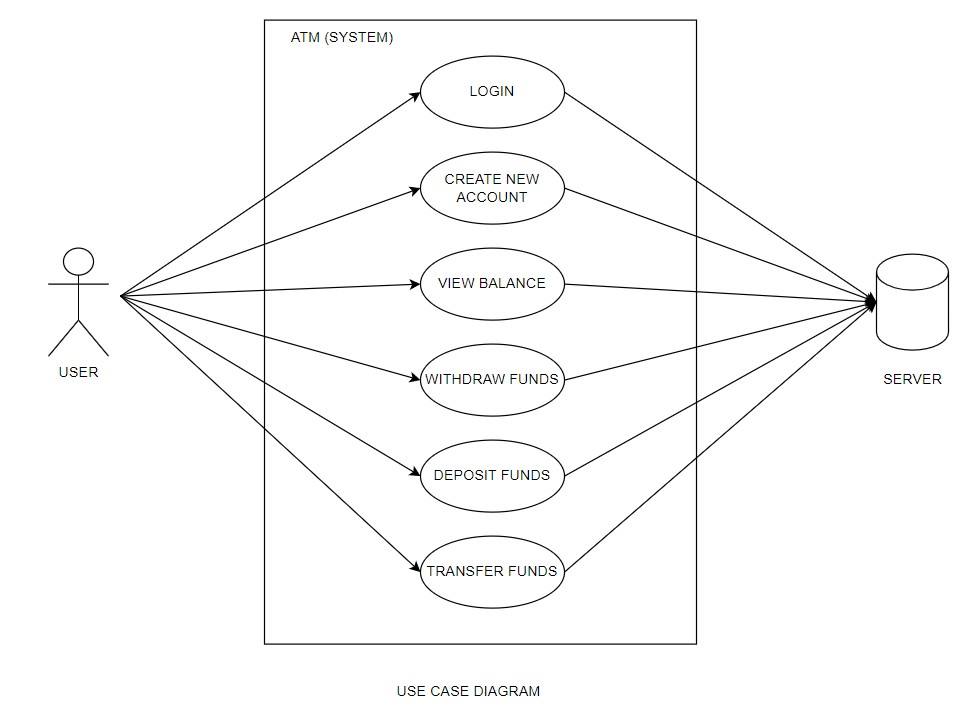 ATM (SYSTEM)
LOGIN
CREATE NEW
ACCOUNT
VIEW BALANCE
WITHDRAW FUNDS
DEPOSIT FUNDS
TRANSFER FUNDS
USER
SERVER
USE CASE DIAGRAM